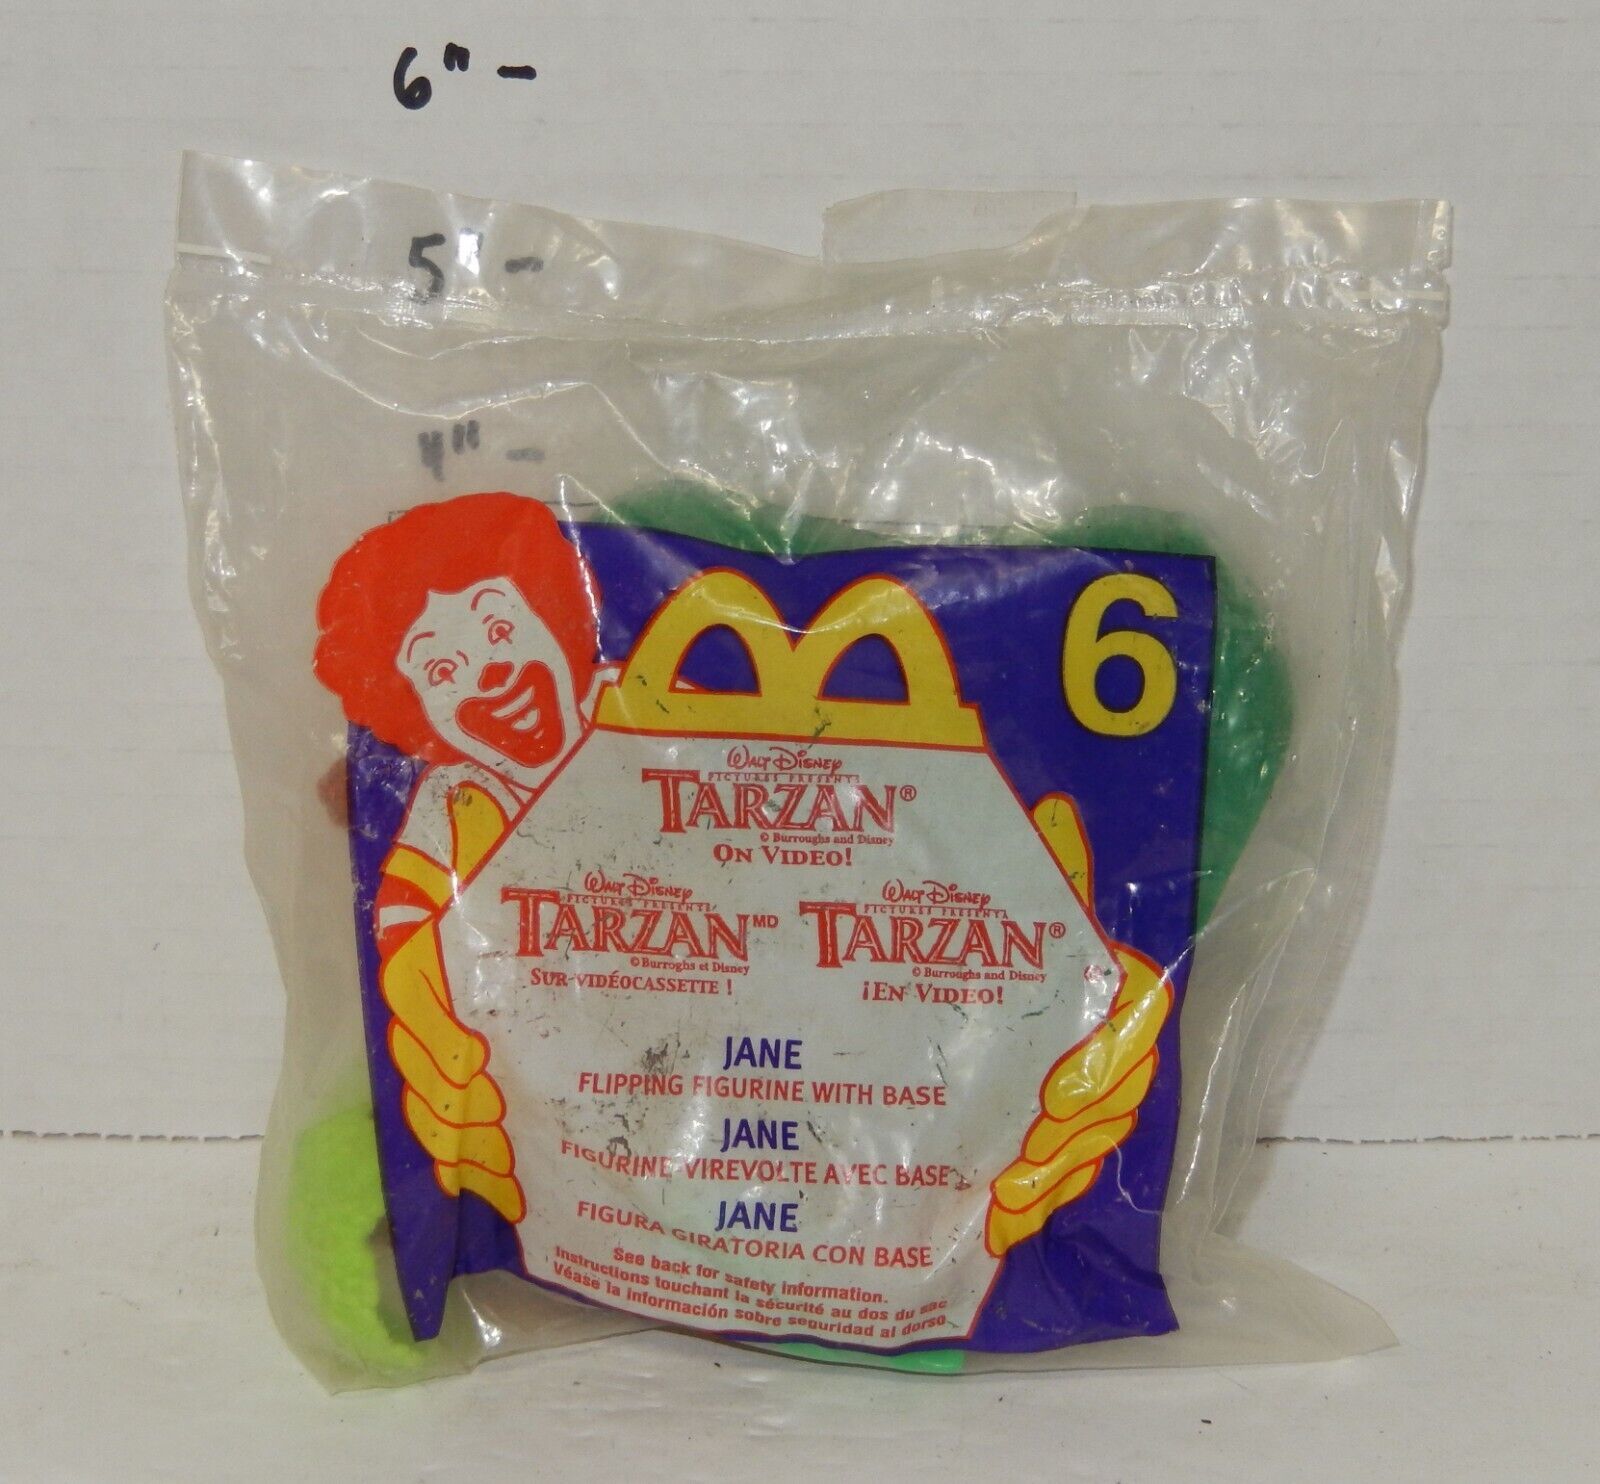 6" -
5" -
4" -
6
WALT DISNEY
PICTURES PRESENTS
TARZAN®
© Burroughs and Disney
ON VIDEO!
WALT DISNEY
PICTURES PRESENTS
TARZAN MD
© Burroghs et Disney
SUR VIDÉOCASSETTE !
WALT DISNEY
PICTURES PRESENTA
TARZAN®
© Burroughs and Disney
¡EN VIDEO!
JANE
FLIPPING FIGURINE WITH BASE
JANE
FIGURINE VIREVOLTE AVEC BASE
JANE
FIGURA GIRATORIA CON BASE
See back for safety information.
Instructions touchant la sécurité au dos du sac
Véase la información sobre seguridad al dorso